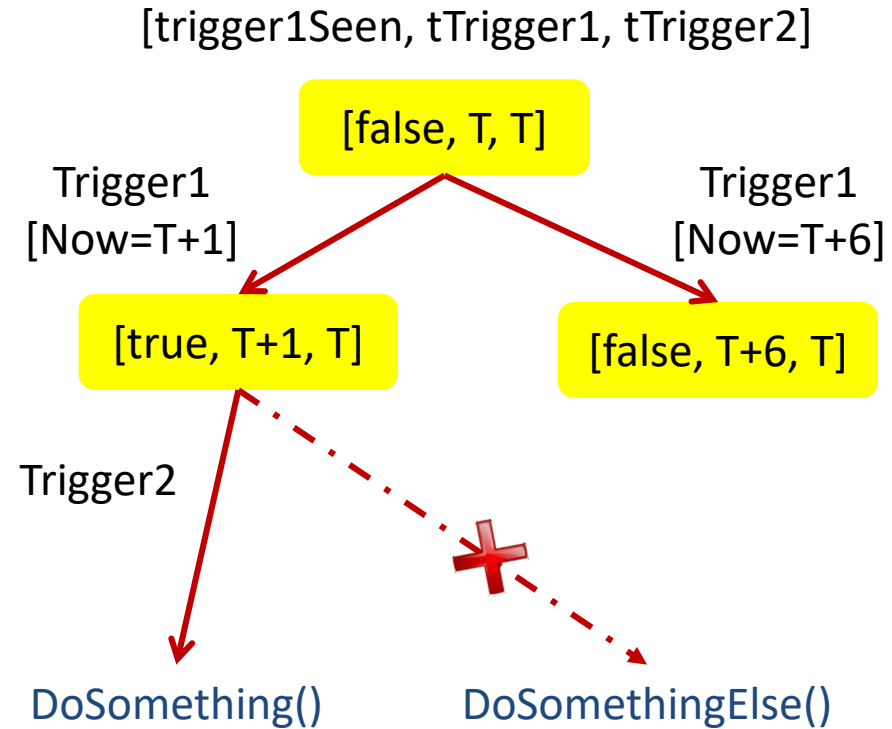 [trigger1Seen, tTrigger1, tTrigger2]
[false, T, T]
Trigger1
[Now=T+1]
Trigger1
[Now=T+6]
[true, T+1, T]
[false, T+6, T]
Trigger2
DoSomething()
DoSomethingElse()